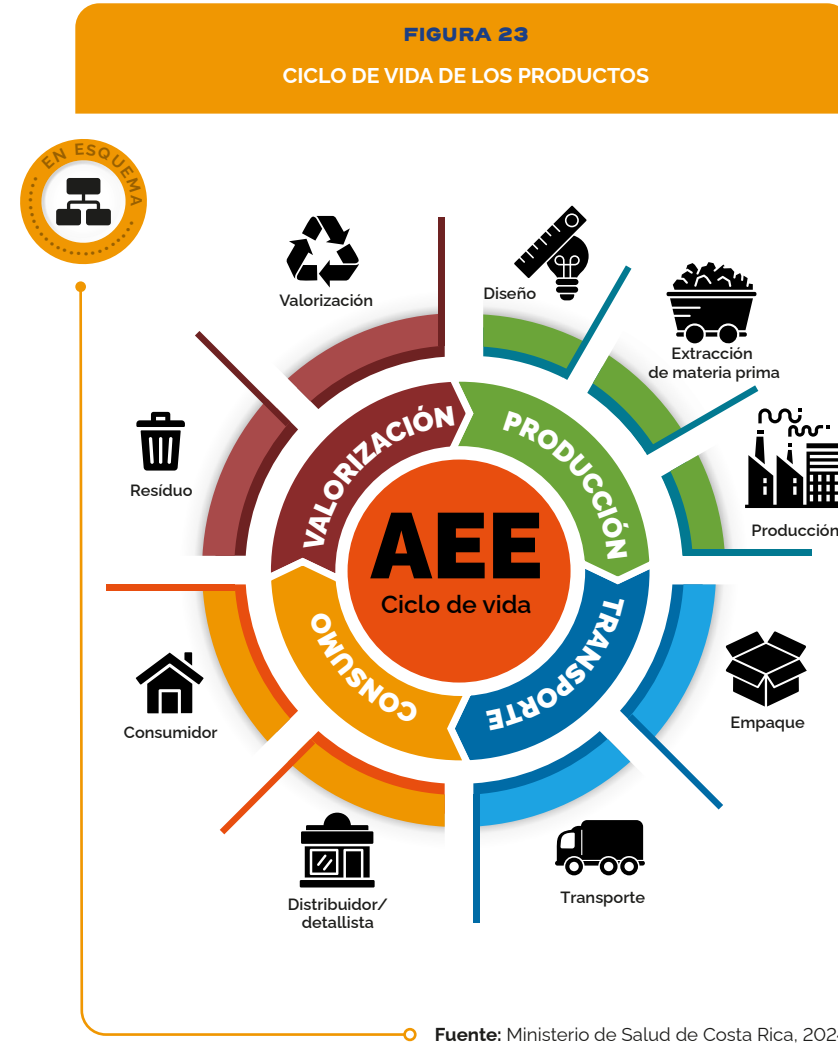 FIGURA 23
CICLO DE VIDA DE LOS PRODUCTOS
EN ESQUEMA
Valorización
Diseño
Extracción
de materia prima
Producción
Resíduo
VALORIZACIÓN
PRODUCCIÓN
AEE
Ciclo de vida
CONSUMO
TRANSPORTE
Consumidor
Empaque
Distribuidor/
detallista
Transporte
Fuente: Ministerio de Salud de Costa Rica,